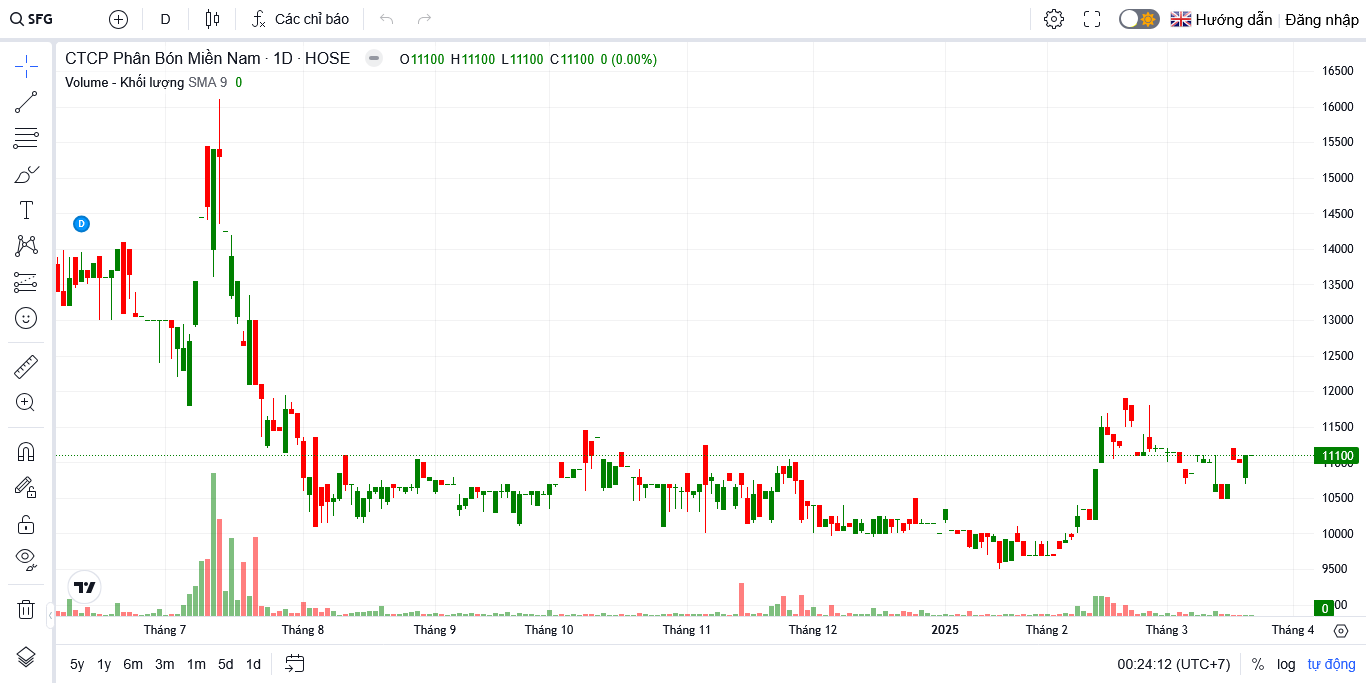 SFG D Các chỉ báo Hướng dẫn Đăng nhập
CTCP Phân Bón Miền Nam · 1D · HOSE O11100 H11100 L11100 C11100 0 (0.00%)
Volume - Khối lượng SMA 9 0
D
16500
16000
15500
15000
14500
14000
13500
13000
12500
12000
11500
11100
11000
10500
10000
9500
0
Tháng 7 Tháng 8 Tháng 9 Tháng 10 Tháng 11 Tháng 12 2025 Tháng 2 Tháng 3 Tháng 4
5y 1y 6m 3m 1m 5d 1d 00:24:12 (UTC+7) % log tự động